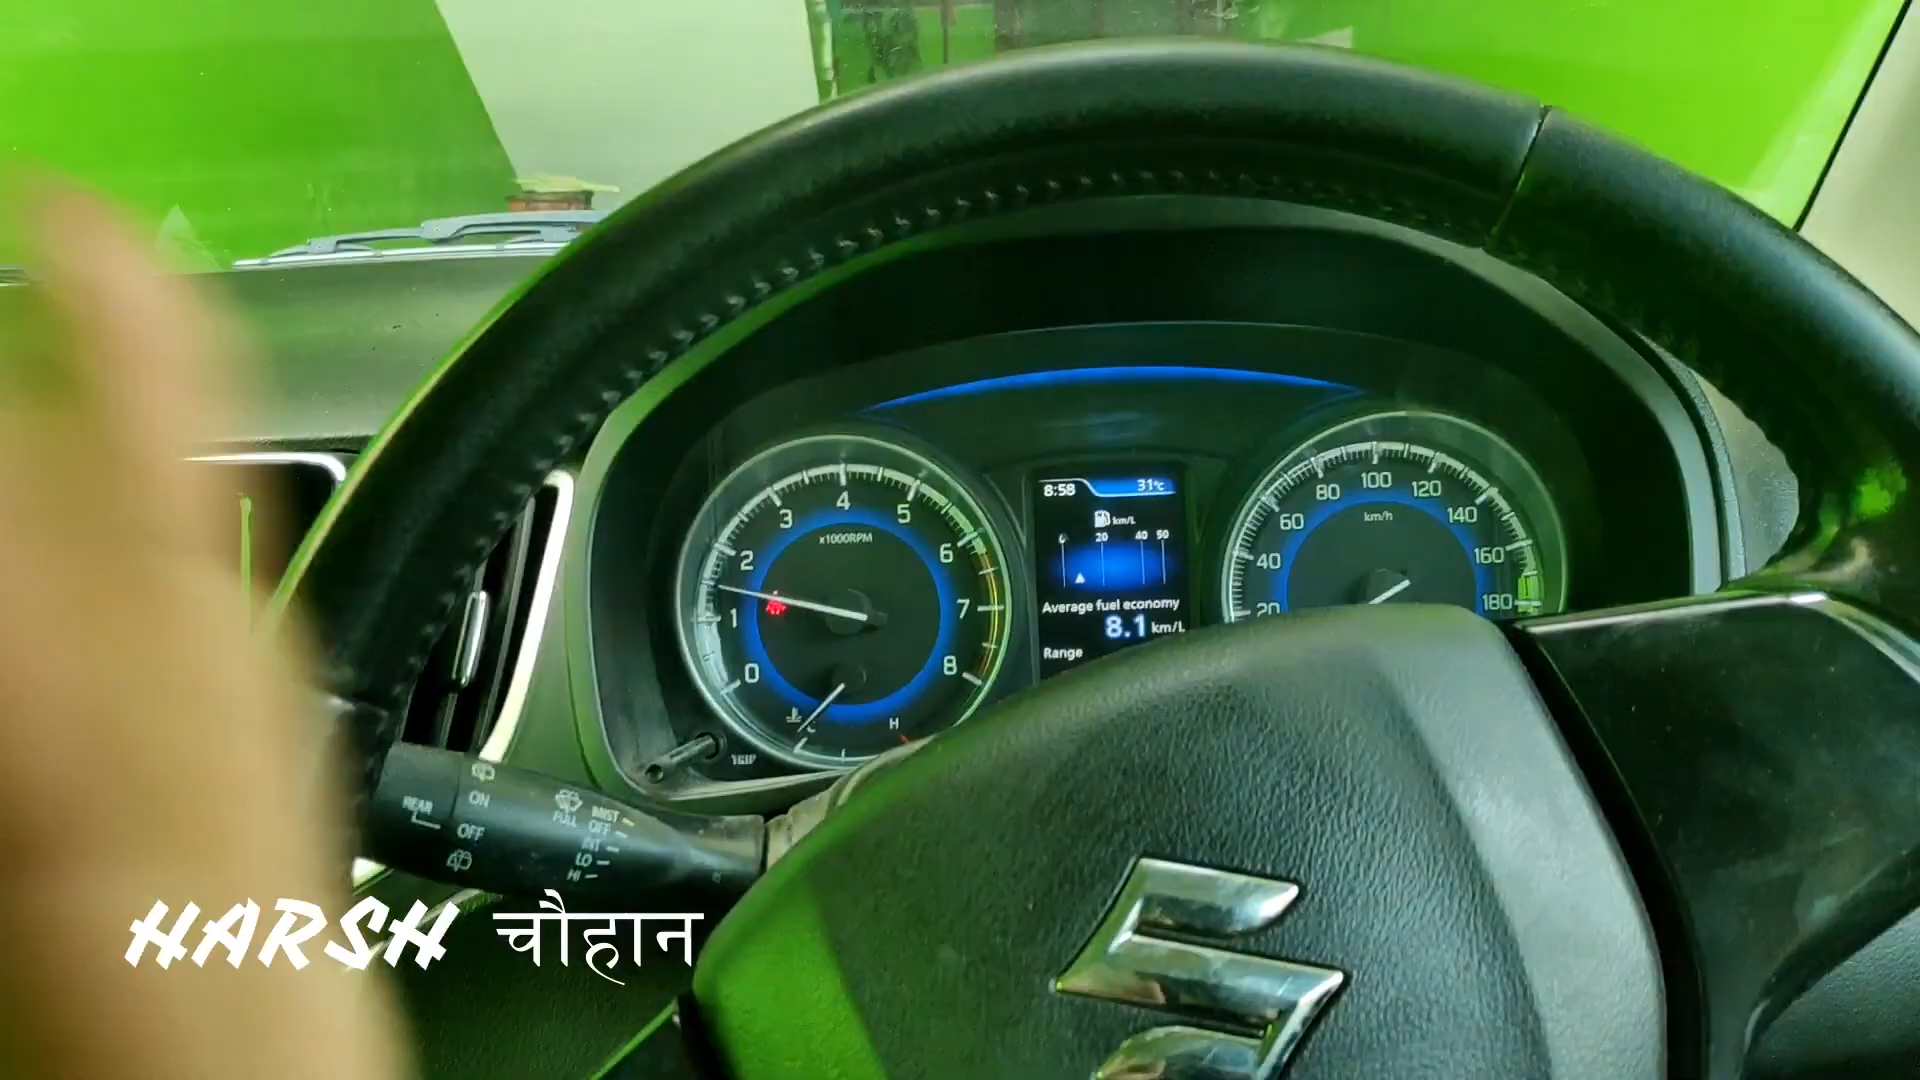 8:58 31°C
km/L
0 20 40 50
Average fuel economy
8.1 km/L
Range
0 1 2 3 4 5 6 7 8
x1000RPM
H
C
TRIP
20 40 60 80 100 120 140 160 180
km/h
REAR
ON
OFF
FULL
MIST
OFF
INT
LO
HI
HARSH चौहान